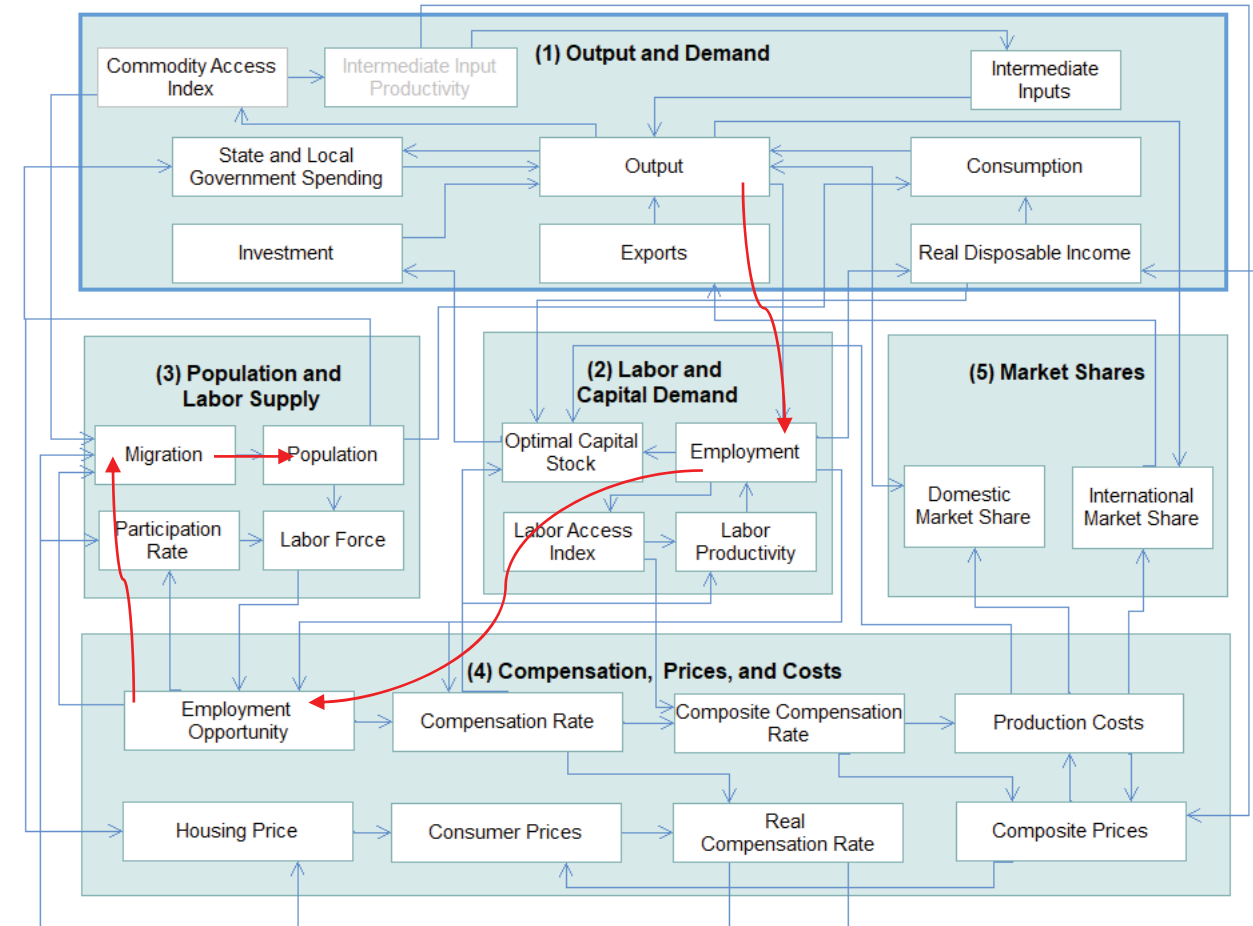 (1) Output and Demand
Commodity Access
Index
Intermediate Input
Productivity
Intermediate
Inputs
State and Local
Government Spending
Output
Consumption
Investment
Exports
Real Disposable Income
(3) Population and
Labor Supply
Migration
Population
Participation
Rate
Labor Force
(2) Labor and
Capital Demand
Optimal Capital
Stock
Employment
Labor Access
Index
Labor
Productivity
(5) Market Shares
Domestic
Market Share
International
Market Share
(4) Compensation, Prices, and Costs
Employment
Opportunity
Compensation Rate
Composite Compensation
Rate
Production Costs
Housing Price
Consumer Prices
Real
Compensation Rate
Composite Prices